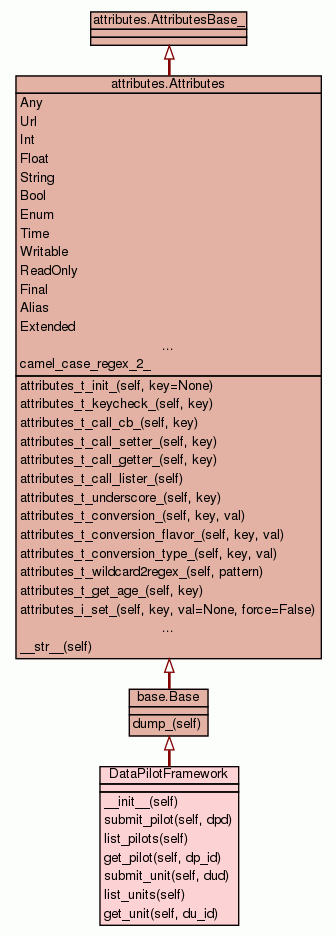 attributes.AttributesBase_
attributes.Attributes
Any
Url
Int
Float
String
Bool
Enum
Time
Writable
ReadOnly
Final
Alias
Extended
...
camel_case_regex_2_
attributes_t_init_(self, key=None)
attributes_t_keycheck_(self, key)
attributes_t_call_cb_(self, key)
attributes_t_call_setter_(self, key)
attributes_t_call_getter_(self, key)
attributes_t_call_lister_(self)
attributes_t_underscore_(self, key)
attributes_t_conversion_(self, key, val)
attributes_t_conversion_flavor_(self, key, val)
attributes_t_conversion_type_(self, key, val)
attributes_t_wildcard2regex_(self, pattern)
attributes_t_get_age_(self, key)
attributes_i_set_(self, key, val=None, force=False)
...
__str__(self)
base.Base
dump_(self)
DataPilotFramework
__init__(self)
submit_pilot(self, dpd)
list_pilots(self)
get_pilot(self, dp_id)
submit_unit(self, dud)
list_units(self)
get_unit(self, du_id)